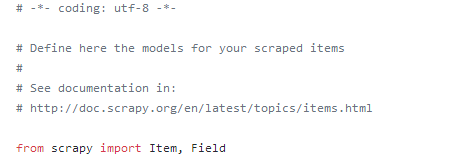 # -*- coding: utf-8 -*-
# Define here the models for your scraped items
#
# See documentation in:
# http://doc.scrapy.org/en/latest/topics/items.html
from scrapy import Item, Field